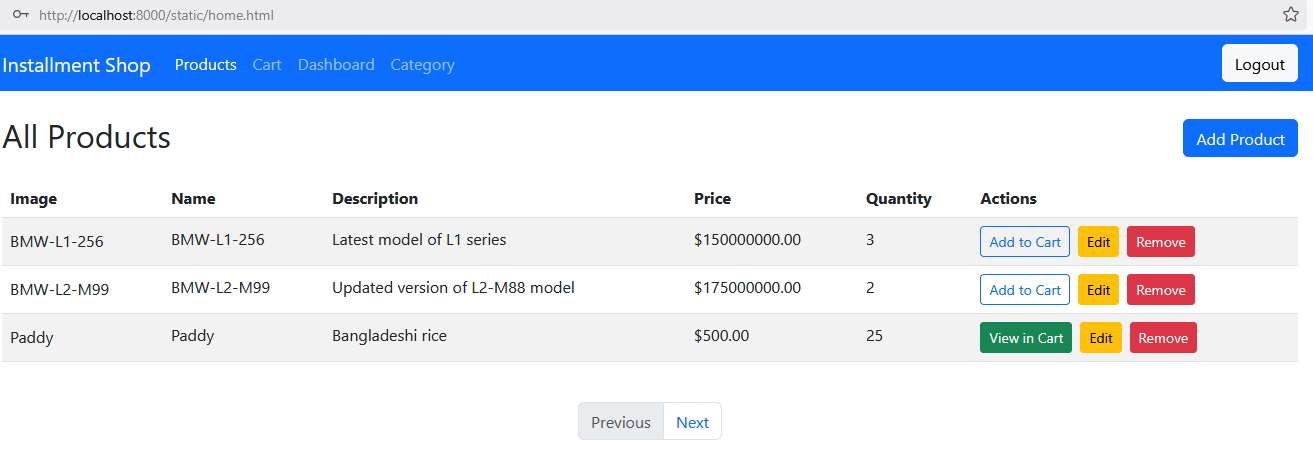 http://localhost:8000/static/home.html
Installment Shop Products Cart Dashboard Category Logout
All Products Add Product
Image Name Description Price Quantity Actions
BMW-L1-256 BMW-L1-256 Latest model of L1 series $150000000.00 3 Add to Cart Edit Remove
BMW-L2-M99 BMW-L2-M99 Updated version of L2-M88 model $175000000.00 2 Add to Cart Edit Remove
Paddy Paddy Bangladeshi rice $500.00 25 View in Cart Edit Remove
Previous Next